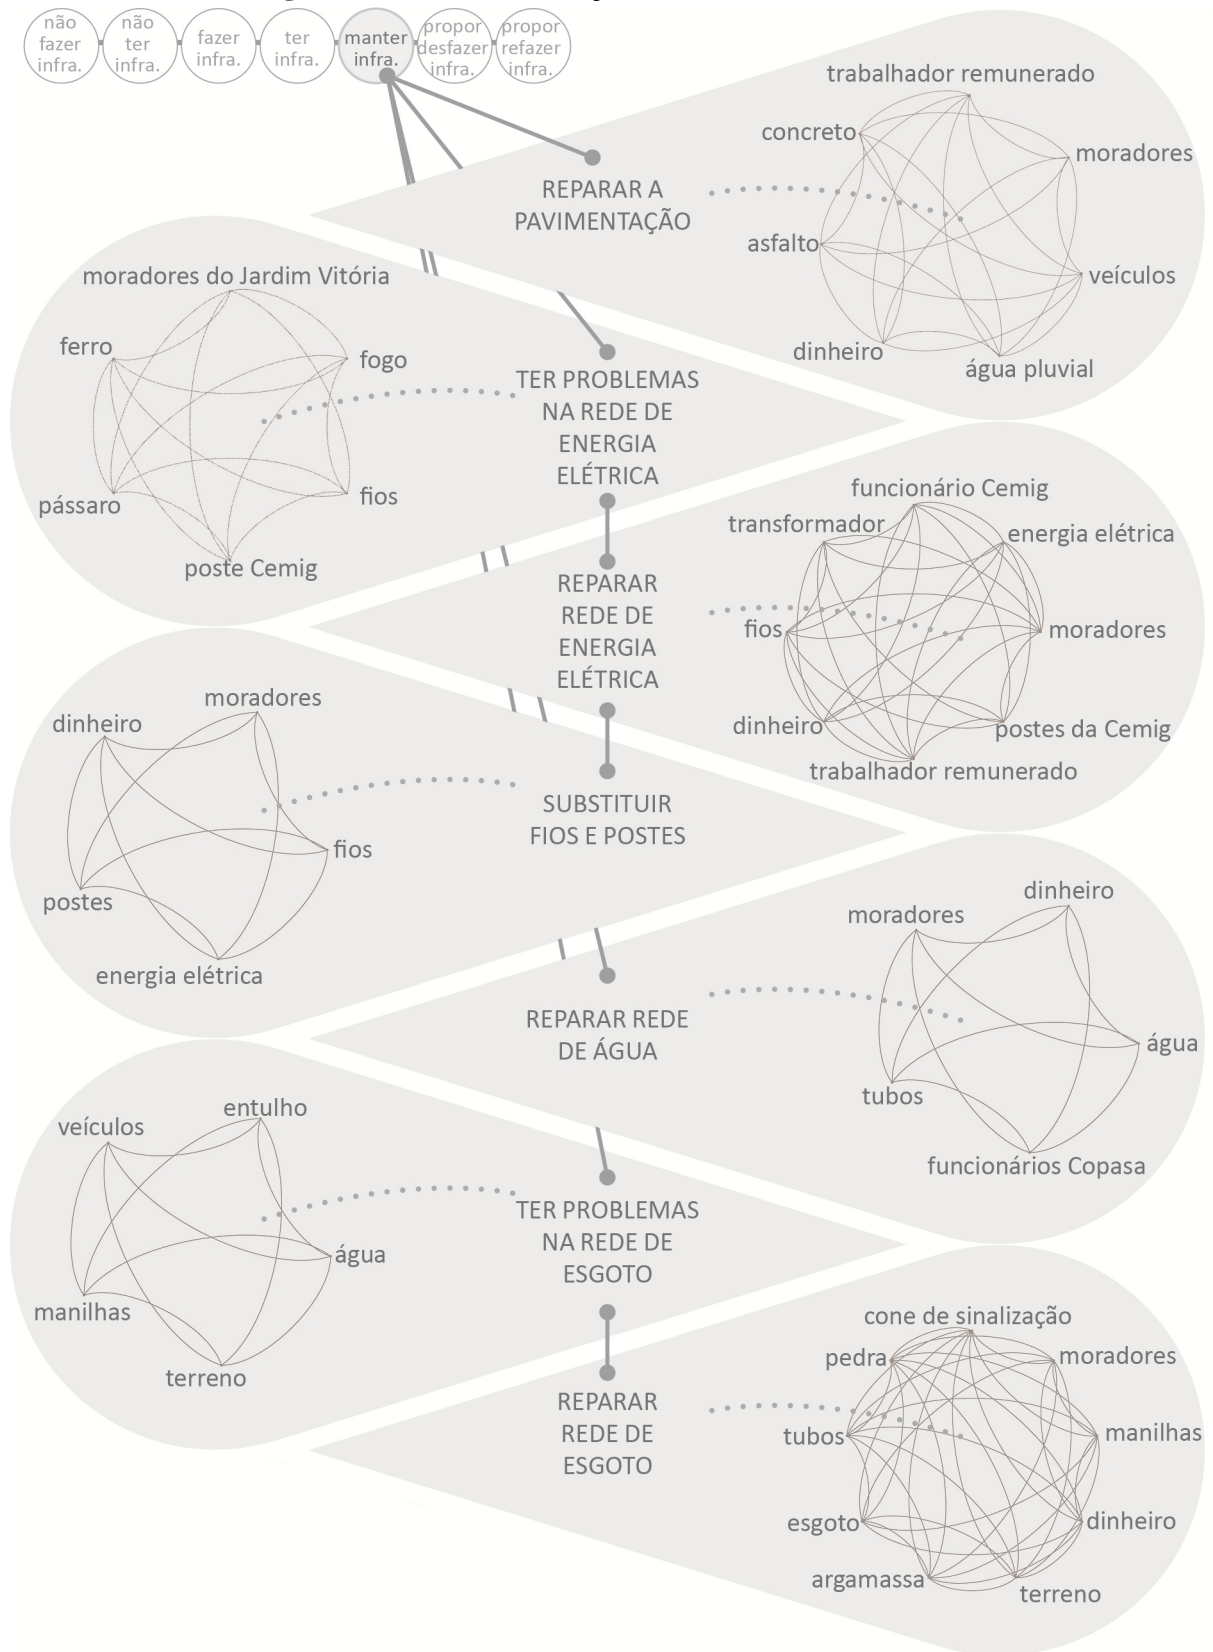 não
fazer
infra.
não
ter
infra.
fazer
infra.
ter
infra.
manter
infra.
propor
desfazer
infra.
propor
refazer
infra.
REPARAR A
PAVIMENTAÇÃO
trabalhador remunerado
concreto
moradores
asfalto
veículos
dinheiro
água pluvial
moradores do Jardim Vitória
ferro
fogo
pássaro
fios
poste Cemig
TER PROBLEMAS
NA REDE DE
ENERGIA
ELÉTRICA
REPARAR
REDE DE
ENERGIA
ELÉTRICA
funcionário Cemig
transformador
energia elétrica
fios
moradores
dinheiro
postes da Cemig
trabalhador remunerado
moradores
dinheiro
fios
postes
energia elétrica
SUBSTITUIR
FIOS E POSTES
REPARAR REDE
DE ÁGUA
dinheiro
moradores
água
tubos
funcionários Copasa
entulho
veículos
água
manilhas
terreno
TER PROBLEMAS
NA REDE DE
ESGOTO
REPARAR
REDE DE
ESGOTO
cone de sinalização
pedra
moradores
tubos
manilhas
esgoto
dinheiro
argamassa
terreno